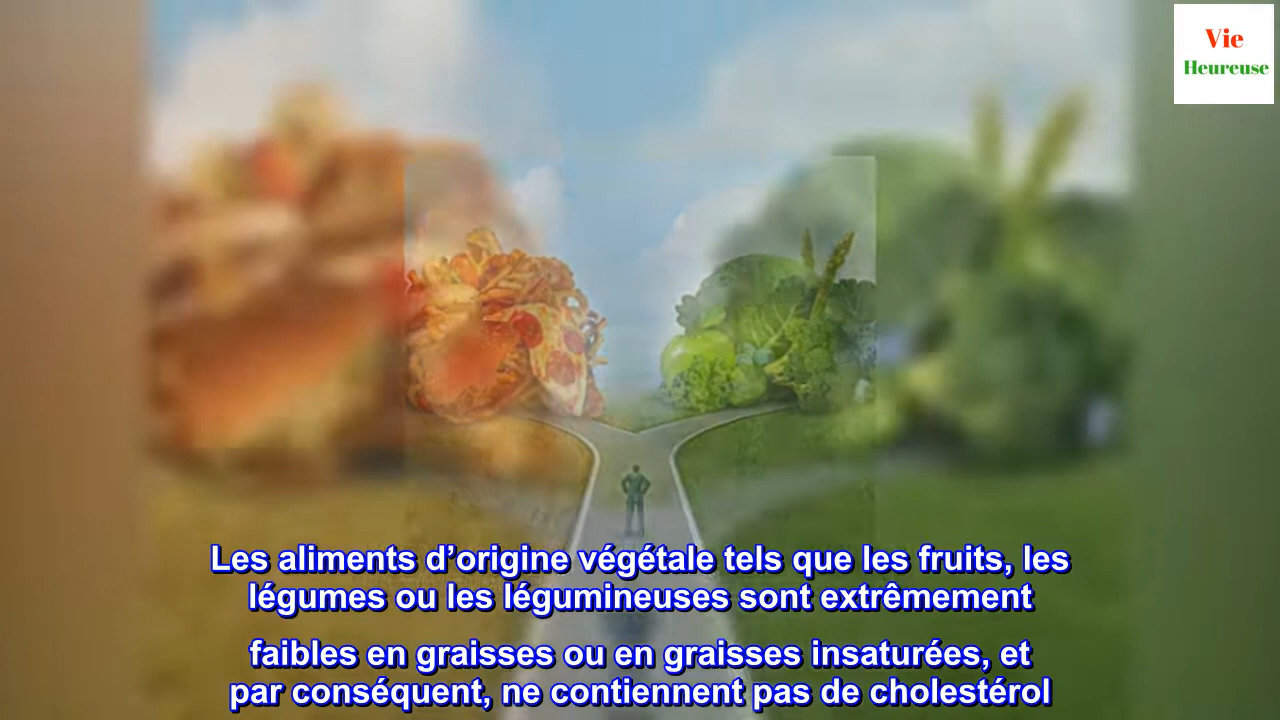 Vie
Heureuse
Les aliments d’origine végétale tels que les fruits, les
légumes ou les légumineuses sont extrêmement
faibles en graisses ou en graisses insaturées, et
par conséquent, ne contiennent pas de cholestérol